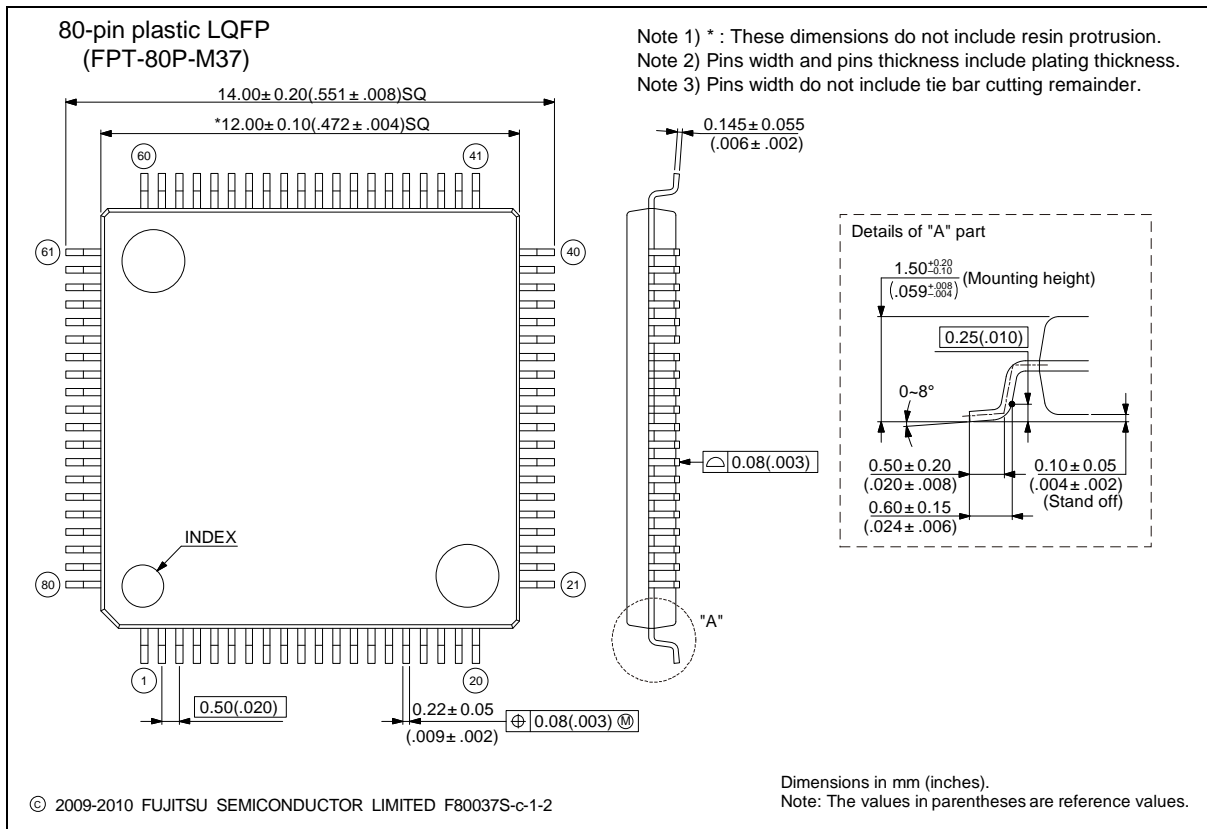 80-pin plastic LQFP
(FPT-80P-M37)
Note 1) * : These dimensions do not include resin protrusion.
Note 2) Pins width and pins thickness include plating thickness.
Note 3) Pins width do not include tie bar cutting remainder.
14.00±0.20(.551±.008)SQ
*12.00±0.10(.472±.004)SQ
60
41
61
40
INDEX
80
21
1
20
0.50(.020)
0.22±0.05
(.009±.002)
⌖ 0.08(.003) Ⓜ
0.145±0.055
(.006±.002)
⌓ 0.08(.003)
"A"
Details of "A" part
1.50 +0.20 –0.10
(.059 +.008 –.004)
(Mounting height)
0.25(.010)
0~8°
0.50±0.20
(.020±.008)
0.60±0.15
(.024±.006)
0.10±0.05
(.004±.002)
(Stand off)
© 2009-2010 FUJITSU SEMICONDUCTOR LIMITED F80037S-c-1-2
Dimensions in mm (inches).
Note: The values in parentheses are reference values.